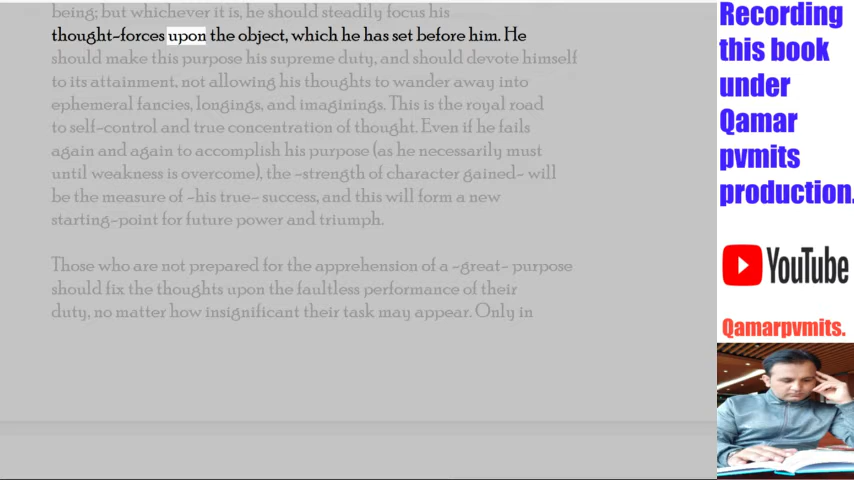 being; but whichever it is, he should steadily focus his
thought-forces upon the object, which he has set before him. He
should make this purpose his supreme duty, and should devote himself
to its attainment, not allowing his thoughts to wander away into
ephemeral fancies, longings, and imaginings. This is the royal road
to self-control and true concentration of thought. Even if he fails
again and again to accomplish his purpose (as he necessarily must
until weakness is overcome), the -strength of character gained- will
be the measure of -his true- success, and this will form a new
starting-point for future power and triumph.
Those who are not prepared for the apprehension of a -great- purpose
should fix the thoughts upon the faultless performance of their
duty, no matter how insignificant their task may appear. Only in
Recording
this book
under
Qamar
pvmits
production.
YouTube
Qamarpvmits.